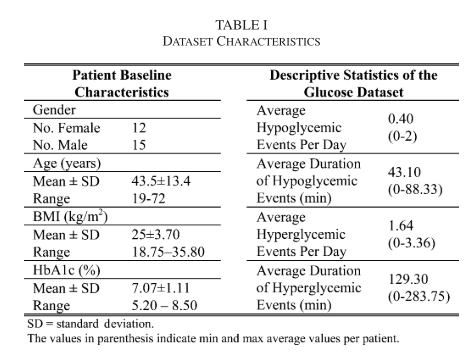 TABLE I
DATASET CHARACTERISTICS
Patient Baseline
Characteristics
Gender
No. Female 12
No. Male 15
Age (years)
Mean ± SD 43.5±13.4
Range 19-72
BMI (kg/m²)
Mean ± SD 25±3.70
Range 18.75–35.80
HbA1c (%)
Mean ± SD 7.07±1.11
Range 5.20 – 8.50
Descriptive Statistics of the
Glucose Dataset
Average
Hypoglycemic
Events Per Day
0.40
(0-2)
Average Duration
of Hypoglycemic
Events (min)
43.10
(0-88.33)
Average
Hyperglycemic
Events Per Day
1.64
(0-3.36)
Average Duration
of Hyperglycemic
Events (min)
129.30
(0-283.75)
SD = standard deviation.
The values in parenthesis indicate min and max average values per patient.